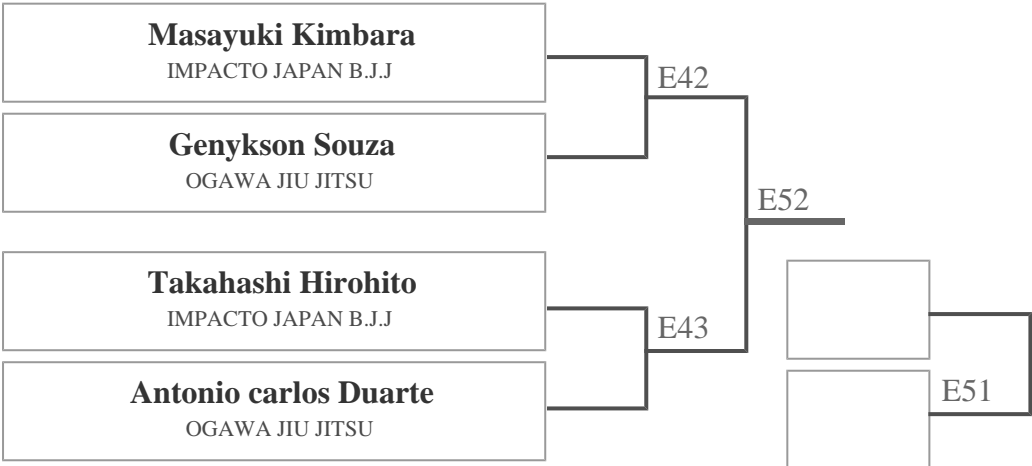 Masayuki Kimbara
IMPACTO JAPAN B.J.J
E42
Genykson Souza
OGAWA JIU JITSU
E52
Takahashi Hirohito
IMPACTO JAPAN B.J.J
E43
Antonio carlos Duarte
OGAWA JIU JITSU
E51